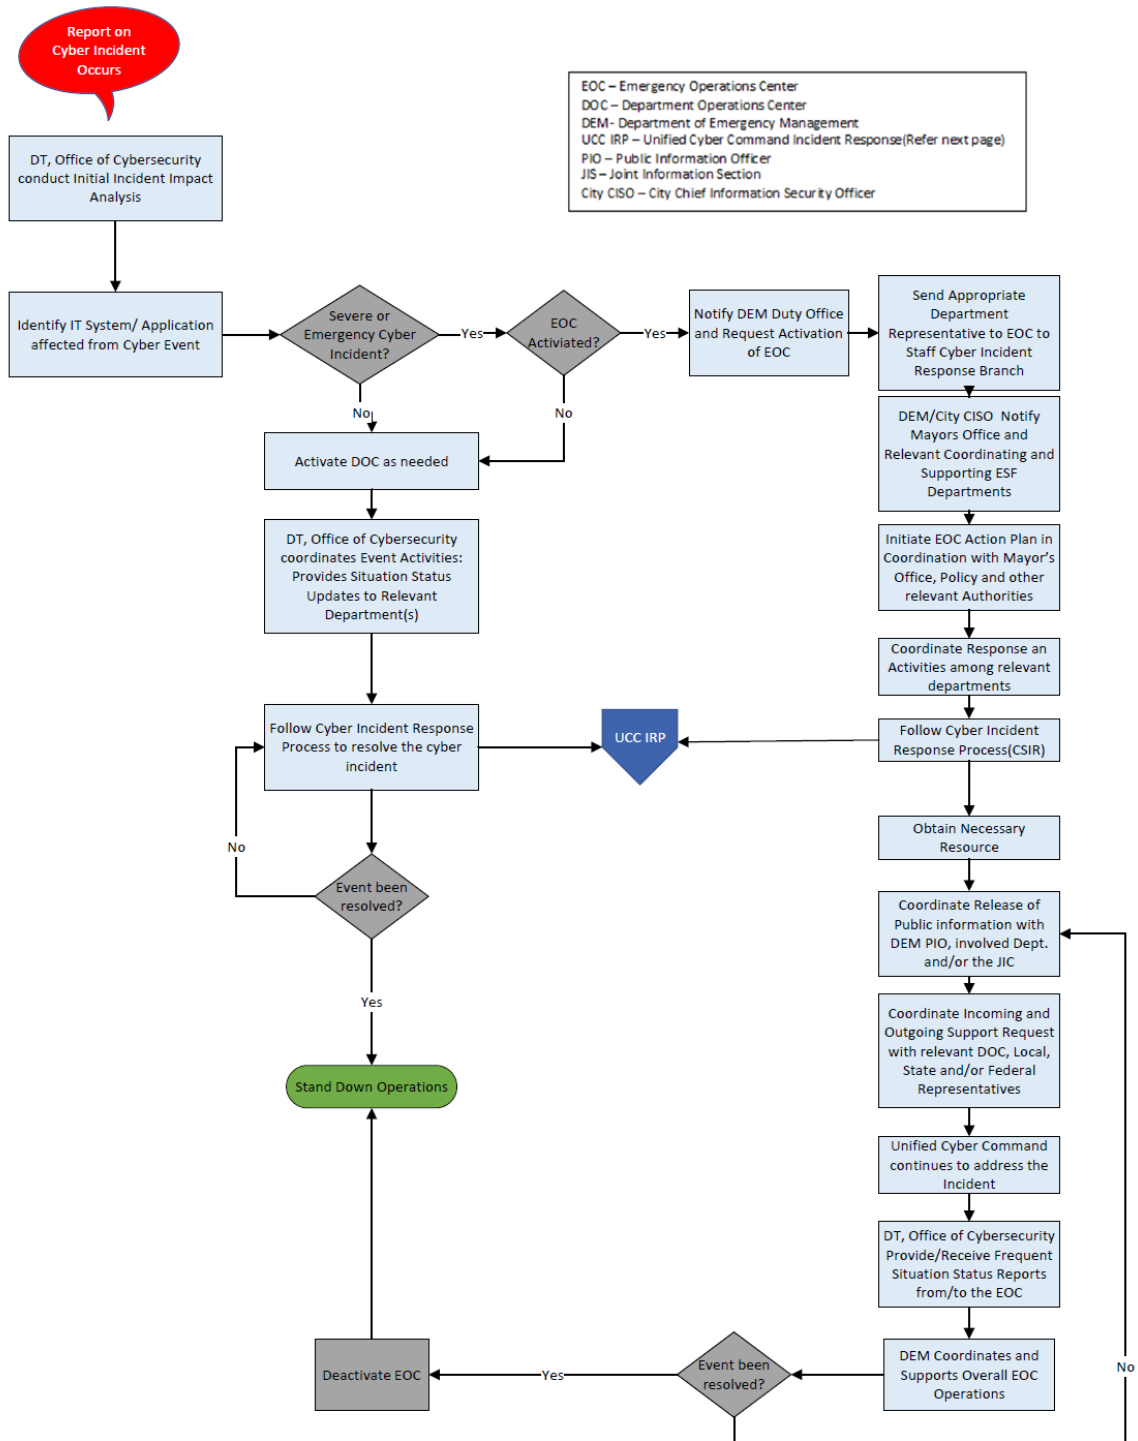 Report on
Cyber Incident
Occurs
EOC – Emergency Operations Center
DOC – Department Operations Center
DEM- Department of Emergency Management
UCC IRP – Unified Cyber Command Incident Response(Refer next page)
PIO – Public Information Officer
JIS – Joint Information Section
City CISO – City Chief Information Security Officer
DT, Office of Cybersecurity
conduct Initial Incident Impact
Analysis
Identify IT System/ Application
affected from Cyber Event
Severe or
Emergency Cyber
Incident?
Yes
No
EOC
Activiated?
Yes
No
Notify DEM Duty Office
and Request Activation
of EOC
Send Appropriate
Department
Representative to EOC to
Staff Cyber Incident
Response Branch
DEM/City CISO Notify
Mayors Office and
Relevant Coordinating and
Supporting ESF
Departments
Activate DOC as needed
DT, Office of Cybersecurity
coordinates Event Activities:
Provides Situation Status
Updates to Relevant
Department(s)
Initiate EOC Action Plan in
Coordination with Mayor's
Office, Policy and other
relevant Authorities
Coordinate Response an
Activities among relevant
departments
Follow Cyber Incident Response
Process to resolve the cyber
incident
UCC IRP
Follow Cyber Incident
Response Process(CSIR)
Obtain Necessary
Resource
No
Event been
resolved?
Yes
Coordinate Release of
Public information with
DEM PIO, involved Dept.
and/or the JIC
Coordinate Incoming and
Outgoing Support Request
with relevant DOC, Local,
State and/or Federal
Representatives
Stand Down Operations
Unified Cyber Command
continues to address the
Incident
DT, Office of Cybersecurity
Provide/Receive Frequent
Situation Status Reports
from/to the EOC
DEM Coordinates and
Supports Overall EOC
Operations
Event been
resolved?
Yes
Deactivate EOC
No